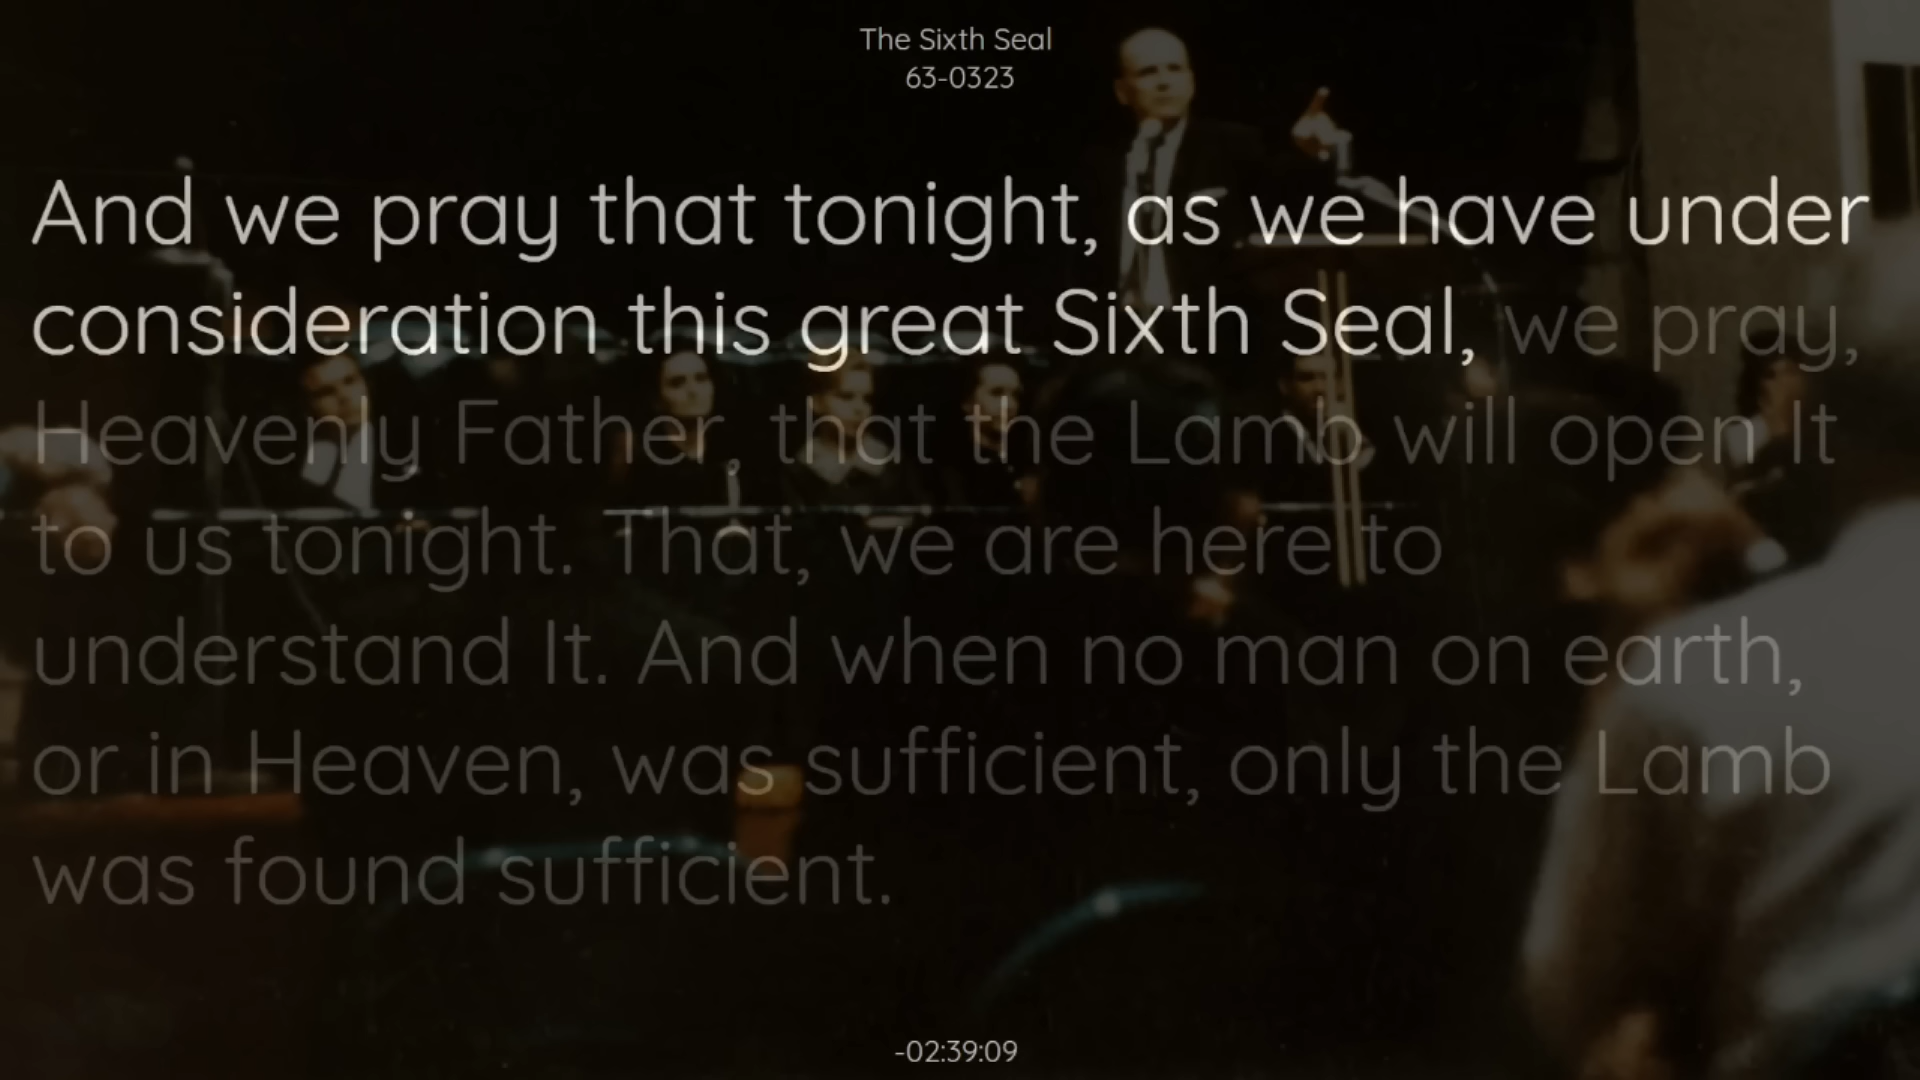 The Sixth Seal
63-0323
And we pray that tonight, as we have under
consideration this great Sixth Seal, we pray,
Heavenly Father, that the Lamb will open It
to us tonight. That, we are here to
understand It. And when no man on earth,
or in Heaven, was sufficient, only the Lamb
was found sufficient.
-02:39:09